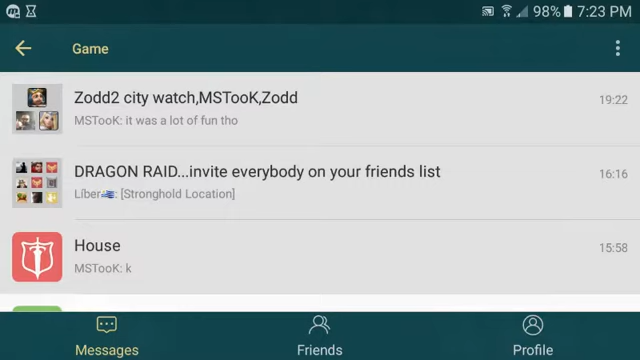 98% 7:23 PM
Game
Zodd2 city watch,MSTooK,Zodd
19:22
MSTooK: it was a lot of fun tho
DRAGON RAID...invite everybody on your friends list
16:16
Líber🇺🇾: [Stronghold Location]
House
15:58
MSTooK: k
Messages
Friends
Profile